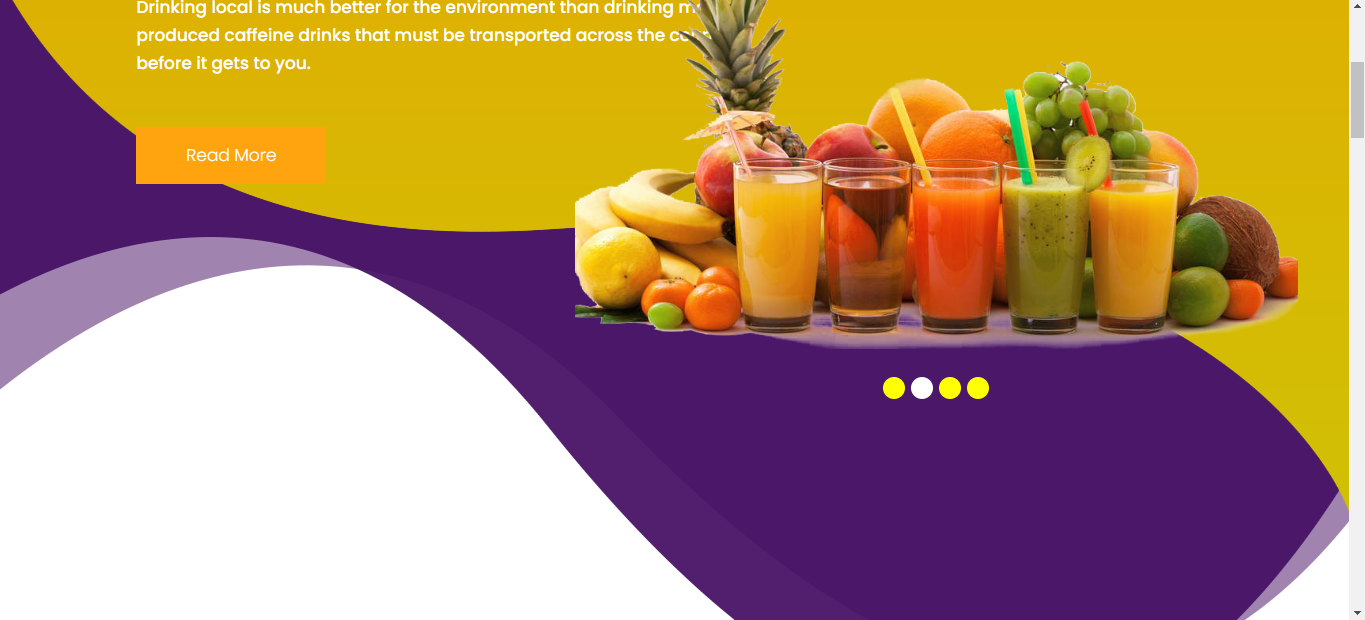 Drinking local is much better for the environment than drinking
produced caffeine drinks that must be transported across the
before it gets to you.
Read More